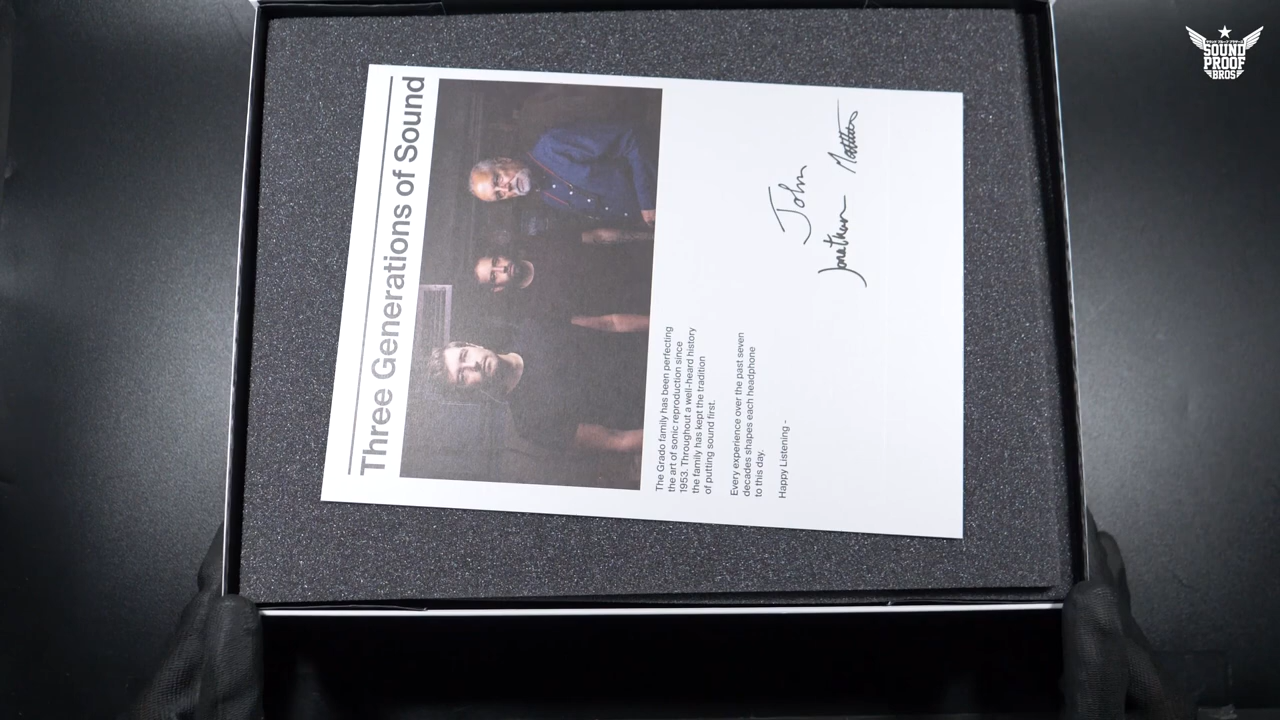 Three Generations of Sound
The Grado family has been perfecting
the art of sonic reproduction since
1953. Throughout a well-heard history
the family has kept the tradition
of putting sound first.
Every experience over the past seven
decades shapes each headphone
to this day.
Happy Listening -
John
Jonathan Matthew
SOUND
PROOF
BROS